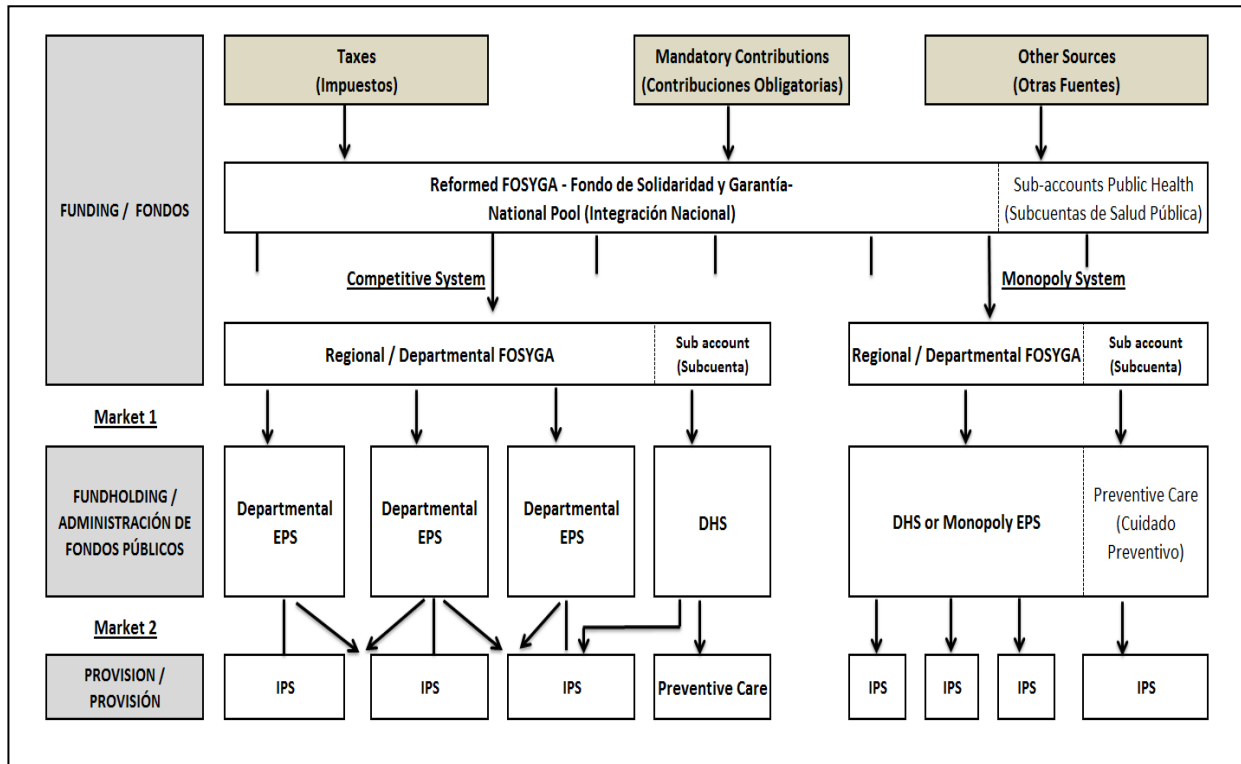 Taxes
(Impuestos)
Mandatory Contributions
(Contribuciones Obligatorias)
Other Sources
(Otras Fuentes)
FUNDING / FONDOS
Reformed FOSYGA - Fondo de Solidaridad y Garantía-
National Pool (Integración Nacional)
Sub-accounts Public Health
(Subcuentas de Salud Pública)
Competitive System
Monopoly System
Regional / Departmental FOSYGA
Sub account
(Subcuenta)
Regional / Departmental FOSYGA
Sub account
(Subcuenta)
Market 1
FUNDHOLDING /
ADMINISTRACIÓN DE
FONDOS PÚBLICOS
Departmental
EPS
Departmental
EPS
Departmental
EPS
DHS
DHS or Monopoly EPS
Preventive Care
(Cuidado
Preventivo)
Market 2
PROVISION /
PROVISIÓN
IPS
IPS
IPS
Preventive Care
IPS
IPS
IPS
IPS